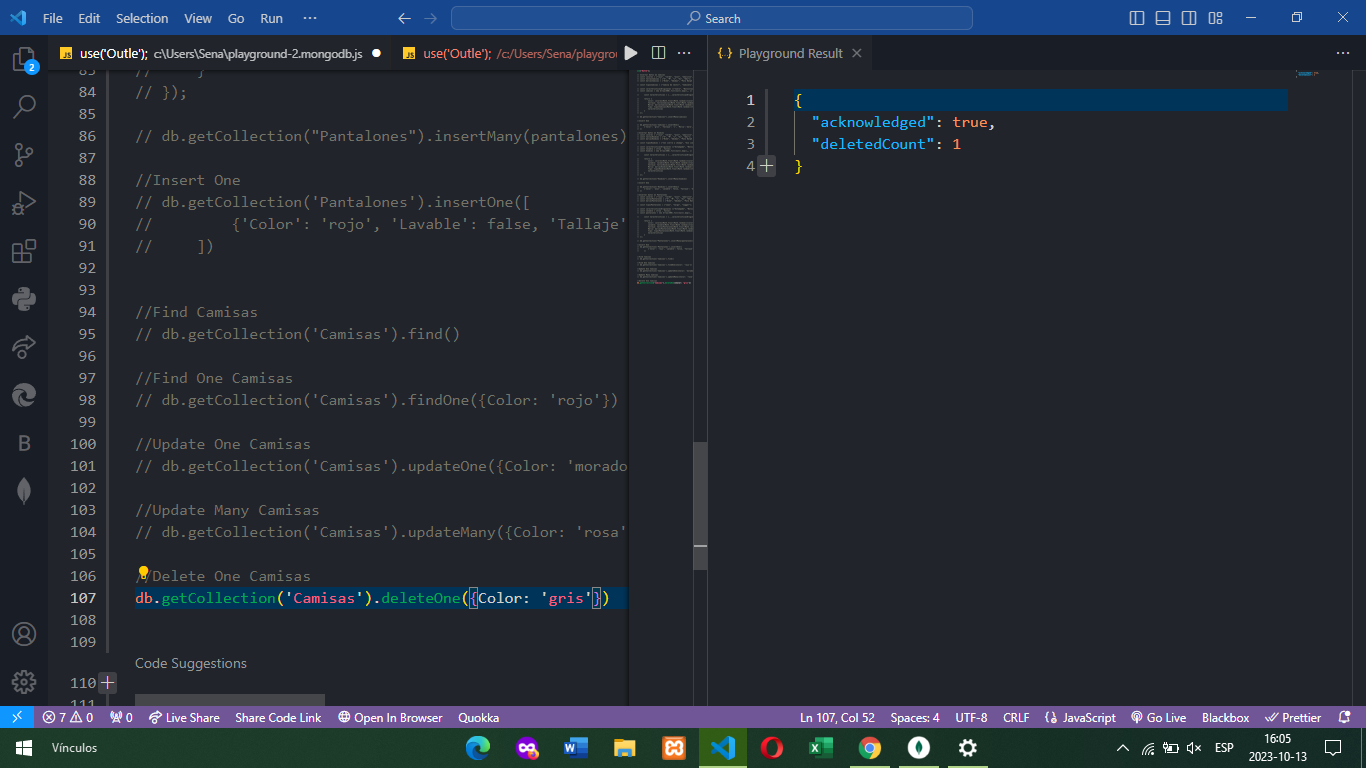 File Edit Selection View Go Run ··· Search
use('Outle'); c:\Users\Sena\playground-2.mongodb.js
use('Outle'); /c:/Users/Sena/playgrou
Playground Result
83 // }
84 // });
85
86 // db.getCollection("Pantalones").insertMany(pantalones)
87
88 //Insert One
89 // db.getCollection('Pantalones').insertOne([
90 // {'Color': 'rojo', 'Lavable': false, 'Tallaje'
91 // ])
92
93
94 //Find Camisas
95 // db.getCollection('Camisas').find()
96
97 //Find One Camisas
98 // db.getCollection('Camisas').findOne({Color: 'rojo'})
99
100 //Update One Camisas
101 // db.getCollection('Camisas').updateOne({Color: 'morado
102
103 //Update Many Camisas
104 // db.getCollection('Camisas').updateMany({Color: 'rosa'
105
106 //Delete One Camisas
107 db.getCollection('Camisas').deleteOne({Color: 'gris'})
108
109
Code Suggestions
110
111
1 {
2 "acknowledged": true,
3 "deletedCount": 1
4 }
2
B
7 0 0 Live Share Share Code Link Open In Browser Quokka Ln 107, Col 52 Spaces: 4 UTF-8 CRLF JavaScript Go Live Blackbox Prettier
Vínculos
ESP
16:05
2023-10-13